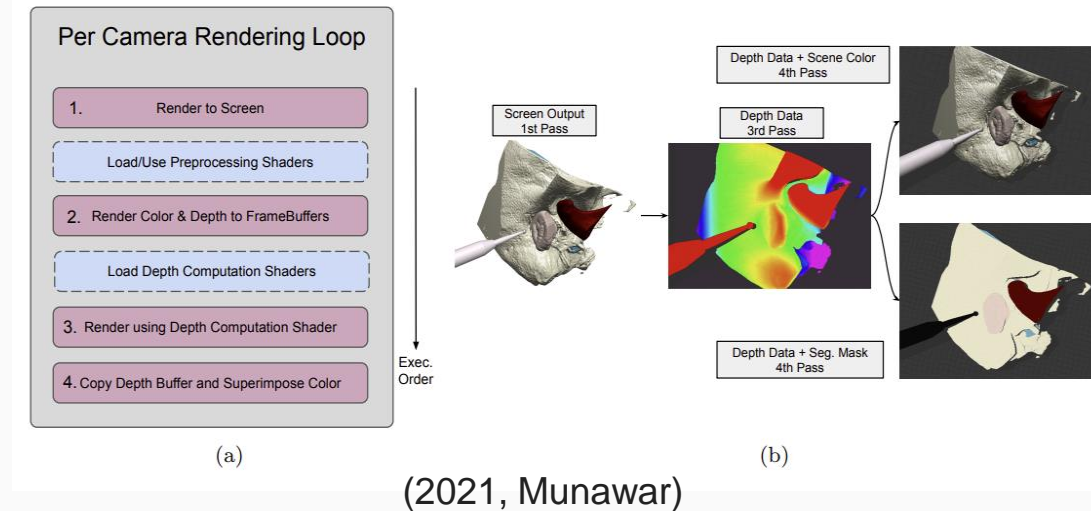 Per Camera Rendering Loop
1. Render to Screen
Load/Use Preprocessing Shaders
2. Render Color & Depth to FrameBuffers
Load Depth Computation Shaders
3. Render using Depth Computation Shader
4. Copy Depth Buffer and Superimpose Color
Exec.
Order
(a)
Screen Output
1st Pass
Depth Data
3rd Pass
Depth Data + Scene Color
4th Pass
Depth Data + Seg. Mask
4th Pass
(b)
(2021, Munawar)